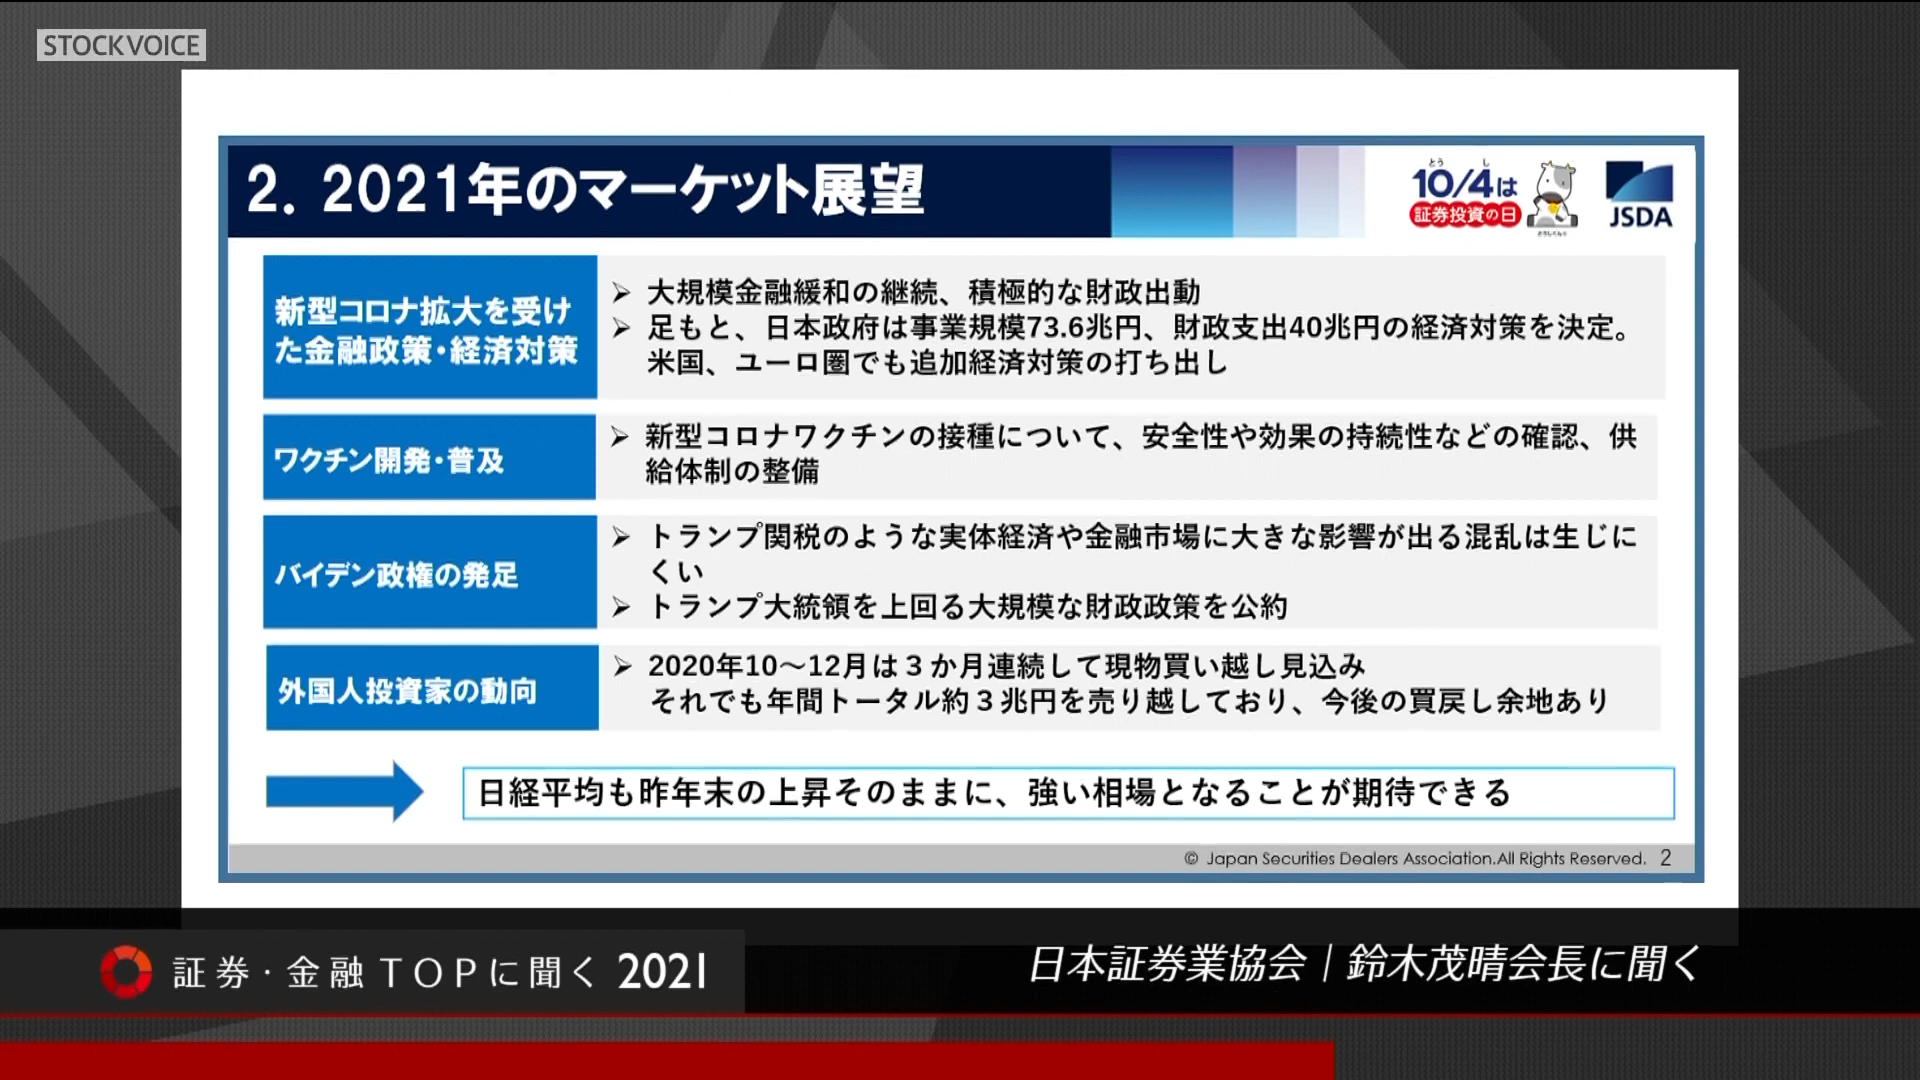 STOCKVOICE
2. 2021年のマーケット展望
とう し
10/4は
証券投資の日
JSDA
新型コロナ拡大を受け
た金融政策・経済対策
➢ 大規模金融緩和の継続、積極的な財政出動
➢ 足もと、日本政府は事業規模73.6兆円、財政支出40兆円の経済対策を決定。
米国、ユーロ圏でも追加経済対策の打ち出し
ワクチン開発・普及
➢ 新型コロナワクチンの接種について、安全性や効果の持続性などの確認、供
給体制の整備
バイデン政権の発足
➢ トランプ関税のような実体経済や金融市場に大きな影響が出る混乱は生じに
くい
➢ トランプ大統領を上回る大規模な財政政策を公約
外国人投資家の動向
➢ 2020年10～12月は３か月連続して現物買い越し見込み
それでも年間トータル約３兆円を売り越しており、今後の買戻し余地あり
日経平均も昨年末の上昇そのままに、強い相場となることが期待できる
© Japan Securities Dealers Association.All Rights Reserved. 2
証券・金融TOPに聞く 2021
日本証券業協会｜鈴木茂晴会長に聞く